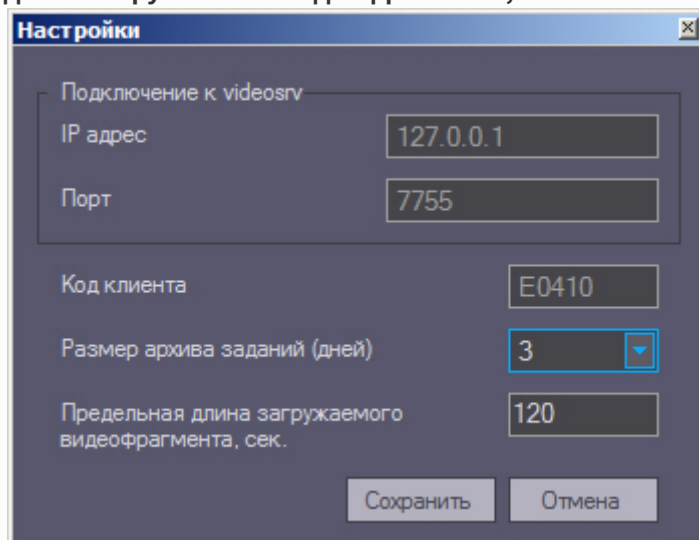 Настройки
Подключение к videosrv
IP адрес
127.0.0.1
Порт
7755
Код клиента
E0410
Размер архива заданий (дней)
3
Предельная длина загружаемого
видеофрагмента, сек.
120
Сохранить
Отмена